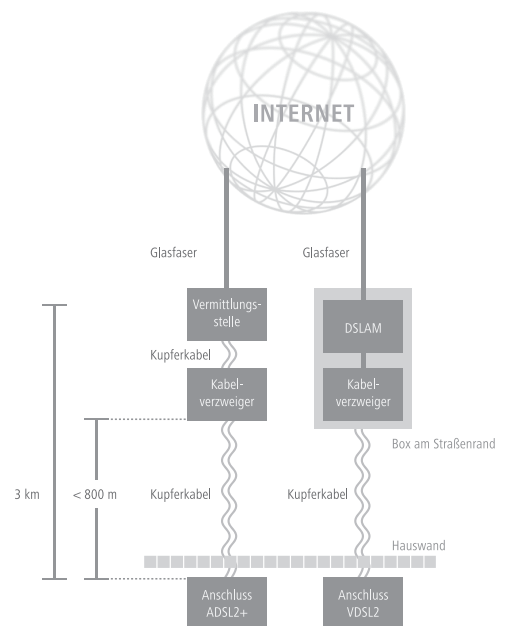 INTERNET
Glasfaser
Glasfaser
Vermittlungs-
stelle
DSLAM
Kupferkabel
Kabel-
verzweiger
Kabel-
verzweiger
Box am Straßenrand
3 km
< 800 m
Kupferkabel
Kupferkabel
Hauswand
Anschluss
ADSL2+
Anschluss
VDSL2